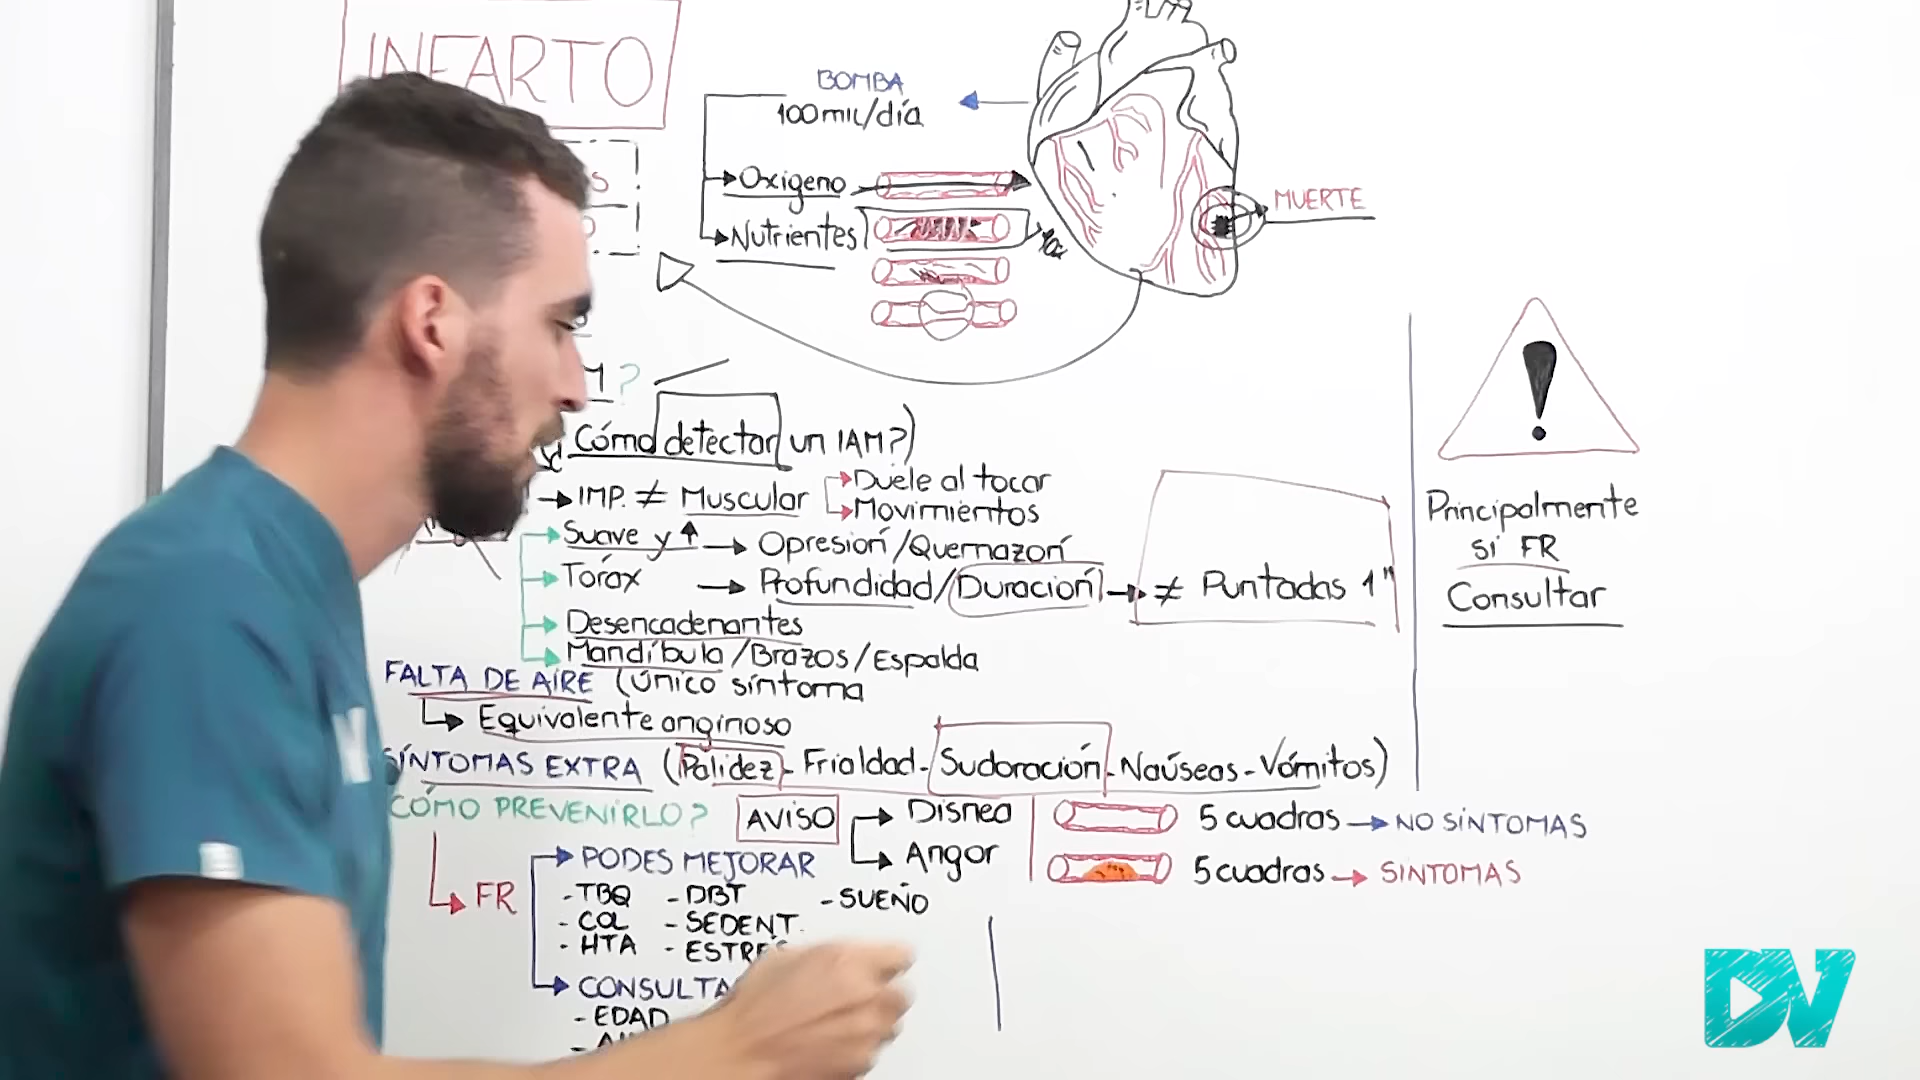 INFARTO
BOMBA
100mil/día
Oxígeno
Nutrientes
MUERTE
?
Cómo detectar un IAM?)
IMP. ≠ Muscular
Duele al tocar
Movimientos
Suave y ↑ → Opresión/Quemazón
Tórax → Profundidad/Duración → ≠ Puntadas 1"
Desencadenantes
Mandíbula/Brazos/Espalda
FALTA DE AIRE (Único síntoma
Equivalente anginoso
SÍNTOMAS EXTRA (Palidez - Frialdad - Sudoración - Naúseas - Vómitos)
!
Principalmente
si FR
Consultar
CÓMO PREVENIRLO?
AVISO
Disnea
Angor
5 cuadras → NO SÍNTOMAS
5 cuadras → SINTOMAS
FR
PODES MEJORAR
- TBQ - DBT - SUEÑO
- COL - SEDENT.
- HTA - ESTRÉS
- EDAD
DN